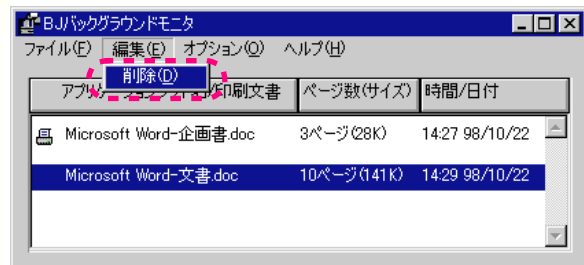 BJバックグラウンドモニタ
ファイル(F) 編集(E) オプション(O) ヘルプ(H)
削除(D)
印刷文書 ページ数(サイズ) 時間/日付
Microsoft Word-企画書.doc 3ページ(28K) 14:27 98/10/22
Microsoft Word-文書.doc 10ページ(141K) 14:29 98/10/22